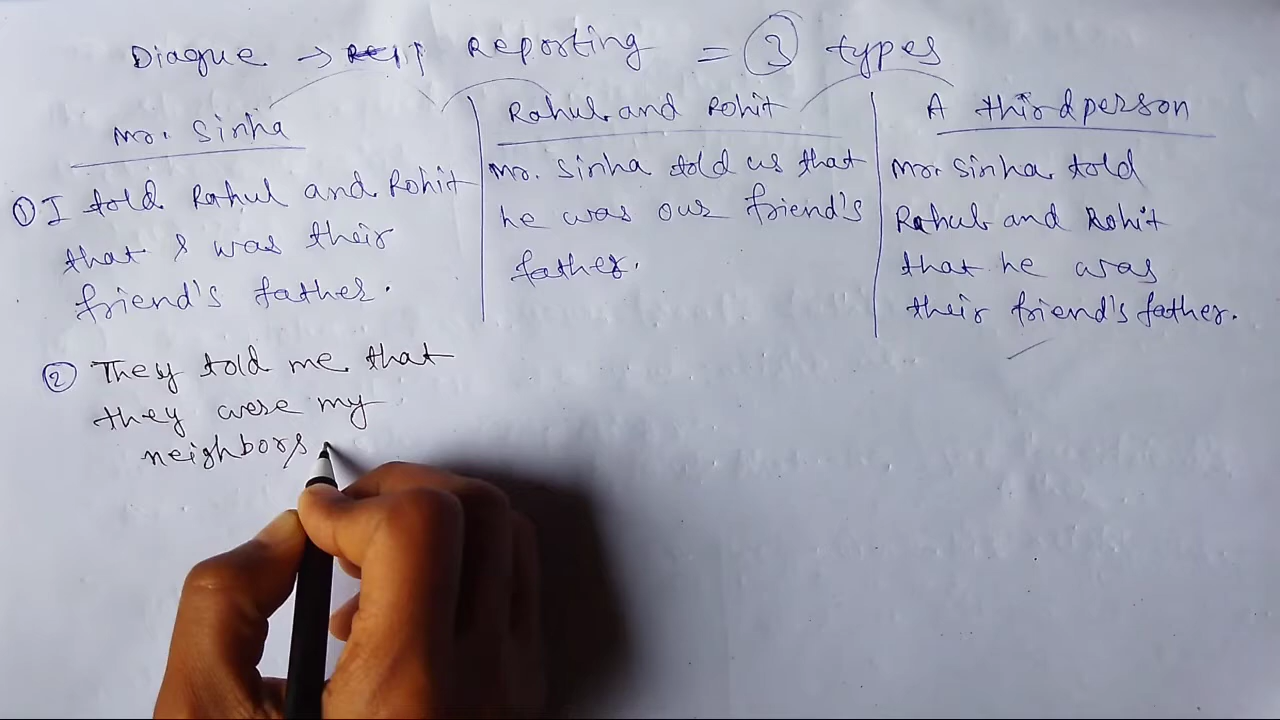 Diague → Reporting = 3 types
Mr. Sinha
① I told Rahul and Rohit
that I was their
friend's father.
Rahul and Rohit
Mr. Sinha told us that
he was our friend's
father.
A third person
Mr. Sinha told
Rahul and Rohit
that he was
their friend's father.
② They told me that
they were my
neighbors